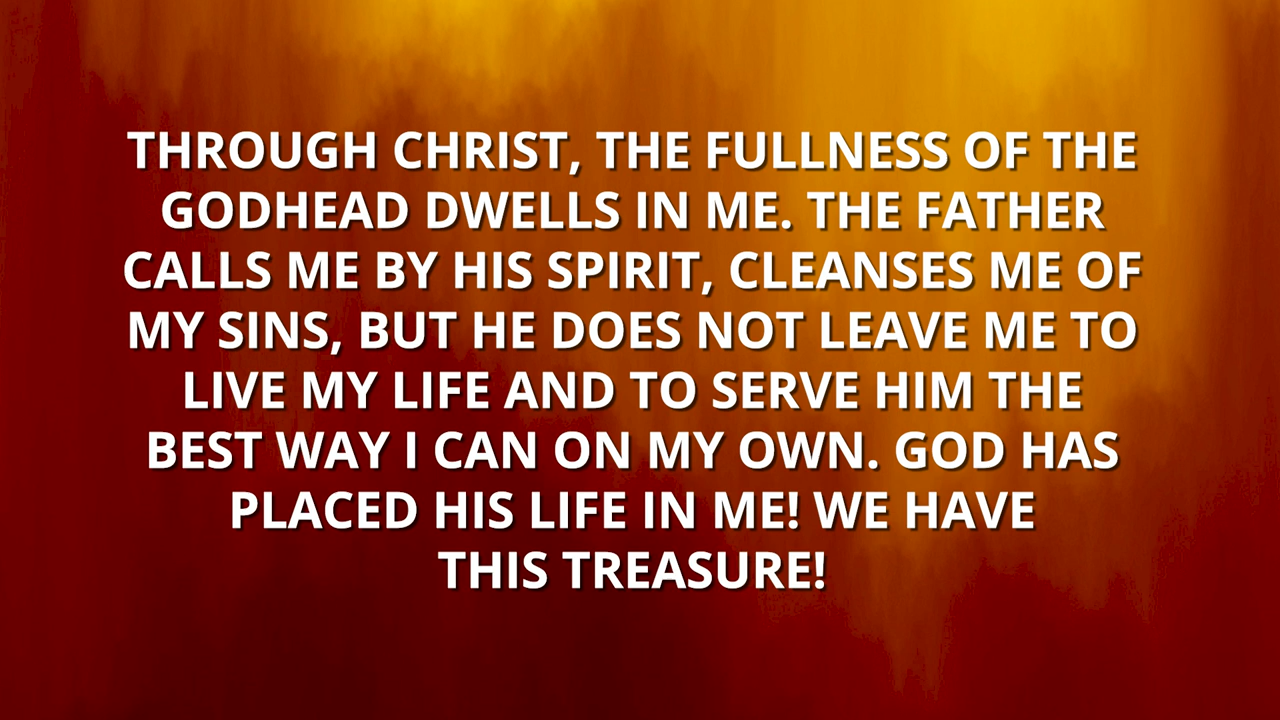 THROUGH CHRIST, THE FULLNESS OF THE
GODHEAD DWELLS IN ME. THE FATHER
CALLS ME BY HIS SPIRIT, CLEANSES ME OF
MY SINS, BUT HE DOES NOT LEAVE ME TO
LIVE MY LIFE AND TO SERVE HIM THE
BEST WAY I CAN ON MY OWN. GOD HAS
PLACED HIS LIFE IN ME! WE HAVE
THIS TREASURE!